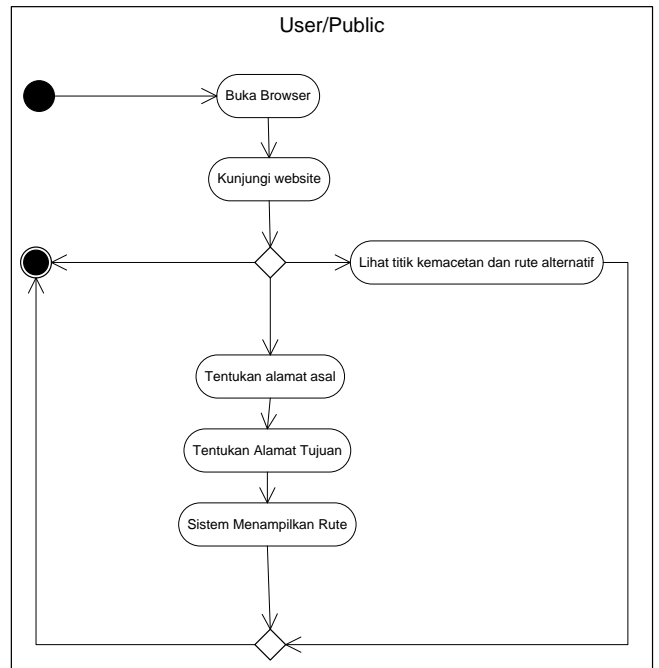 User/Public
Buka Browser
Kunjungi website
Lihat titik kemacetan dan rute alternatif
Tentukan alamat asal
Tentukan Alamat Tujuan
Sistem Menampilkan Rute